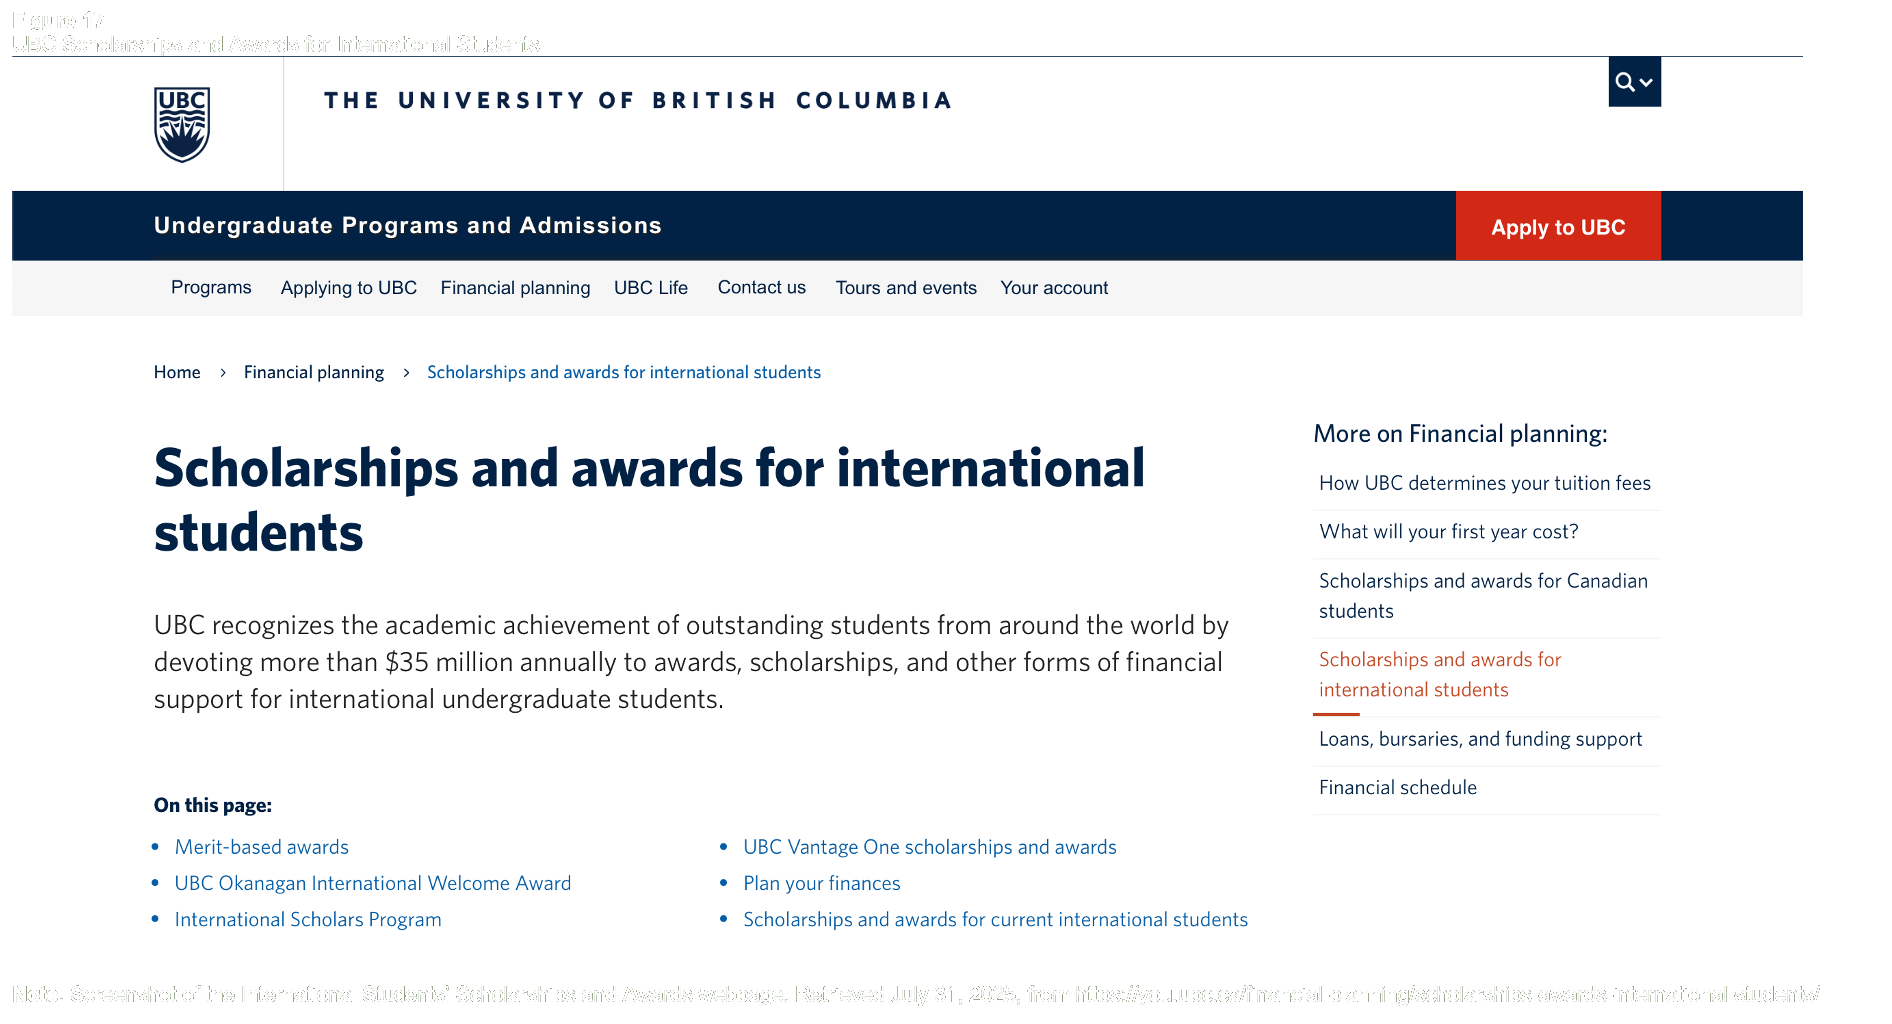 Figure 17
UBC Scholarships and Awards for International Students
UBC
THE UNIVERSITY OF BRITISH COLUMBIA
Undergraduate Programs and Admissions
Apply to UBC
Programs Applying to UBC Financial planning UBC Life Contact us Tours and events Your account
Home > Financial planning > Scholarships and awards for international students
Scholarships and awards for international
students
UBC recognizes the academic achievement of outstanding students from around the world by
devoting more than $35 million annually to awards, scholarships, and other forms of financial
support for international undergraduate students.
On this page:
• Merit-based awards
• UBC Okanagan International Welcome Award
• International Scholars Program
• UBC Vantage One scholarships and awards
• Plan your finances
• Scholarships and awards for current international students
More on Financial planning:
How UBC determines your tuition fees
What will your first year cost?
Scholarships and awards for Canadian
students
Scholarships and awards for
international students
Loans, bursaries, and funding support
Financial schedule
Note. Screenshot of the International Students' Scholarships and Awards webpage. Retrieved July 31, 2025, from https://you.ubc.ca/financial-planning/scholarships-awards-international-students/